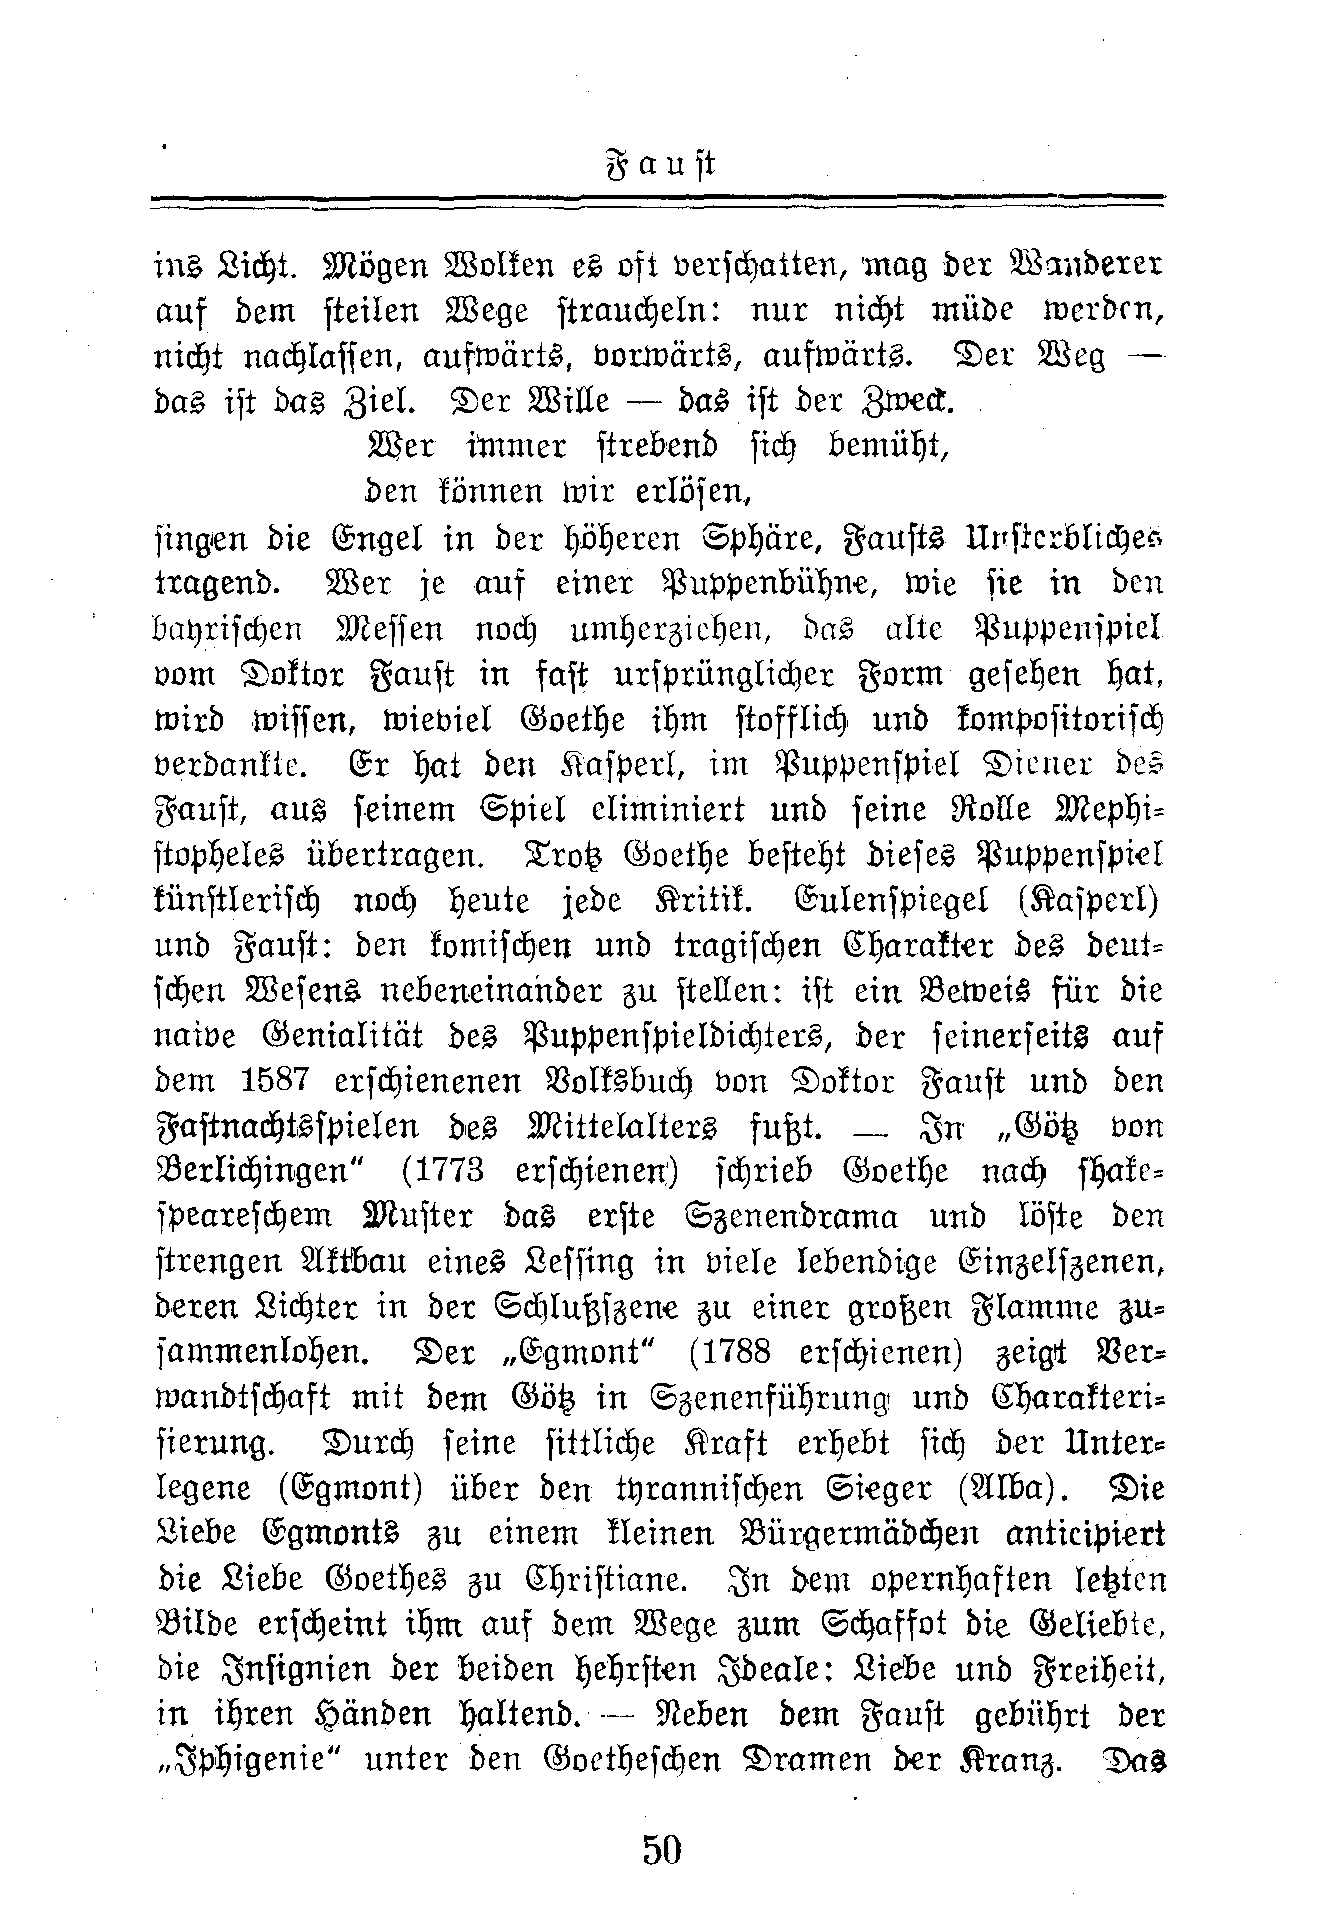 Faust
ins Licht. Mögen Wolken es oft verschatten, mag der Wanderer
auf dem steilen Wege straucheln: nur nicht müde werden,
nicht nachlassen, aufwärts, vorwärts, aufwärts. Der Weg —
das ist das Ziel. Der Wille — das ist der Zweck.
Wer immer strebend sich bemüht,
den können wir erlösen,
singen die Engel in der höheren Sphäre, Fausts Unsterbliches
tragend. Wer je auf einer Puppenbühne, wie sie in den
bayrischen Messen noch umherziehen, das alte Puppenspiel
vom Doktor Faust in fast ursprünglicher Form gesehen hat,
wird wissen, wieviel Goethe ihm stofflich und kompositorisch
verdankte. Er hat den Kasperl, im Puppenspiel Diener des
Faust, aus seinem Spiel eliminiert und seine Rolle Mephi-
stopheles übertragen. Trotz Goethe besteht dieses Puppenspiel
künstlerisch noch heute jede Kritik. Eulenspiegel (Kasperl)
und Faust: den komischen und tragischen Charakter des deut-
schen Wesens nebeneinander zu stellen: ist ein Beweis für die
naive Genialität des Puppenspieldichters, der seinerseits auf
dem 1587 erschienenen Volksbuch von Doktor Faust und den
Fastnachtsspielen des Mittelalters fußt. — In „Götz von
Berlichingen“ (1773 erschienen) schrieb Goethe nach shake-
speareschem Muster das erste Szenendrama und löste den
strengen Aktbau eines Lessing in viele lebendige Einzelszenen,
deren Lichter in der Schlußszene zu einer großen Flamme zu-
sammenlohen. Der „Egmont“ (1788 erschienen) zeigt Ver-
wandtschaft mit dem Götz in Szenenführung und Charakteri-
sierung. Durch seine sittliche Kraft erhebt sich der Unter-
legene (Egmont) über den tyrannischen Sieger (Alba). Die
Liebe Egmonts zu einem kleinen Bürgermädchen anticipiert
die Liebe Goethes zu Christiane. In dem opernhaften letzten
Bilde erscheint ihm auf dem Wege zum Schaffot die Geliebte,
die Insignien der beiden hehrsten Ideale: Liebe und Freiheit,
in ihren Händen haltend. — Neben dem Faust gebührt der
„Iphigenie“ unter den Goetheschen Dramen der Kranz. Das
50